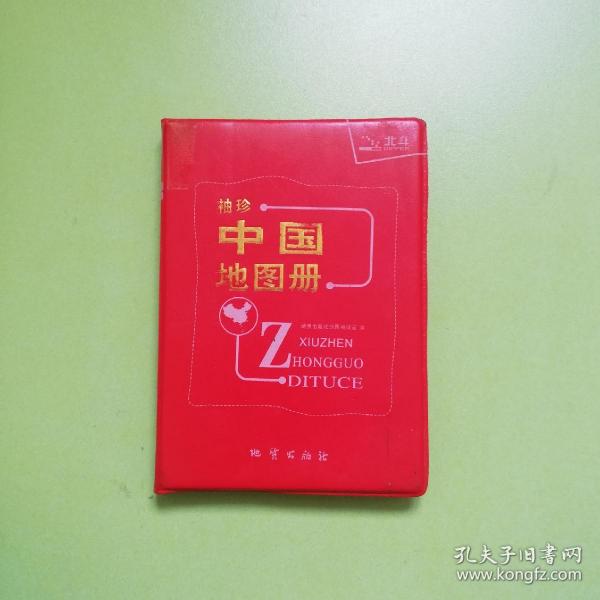 北斗
DIPPER
袖珍
中国
地图册
XIUZHEN
ZHONGGUO
DITUCE
地质出版社
孔夫子旧书网
www.kongfz.com